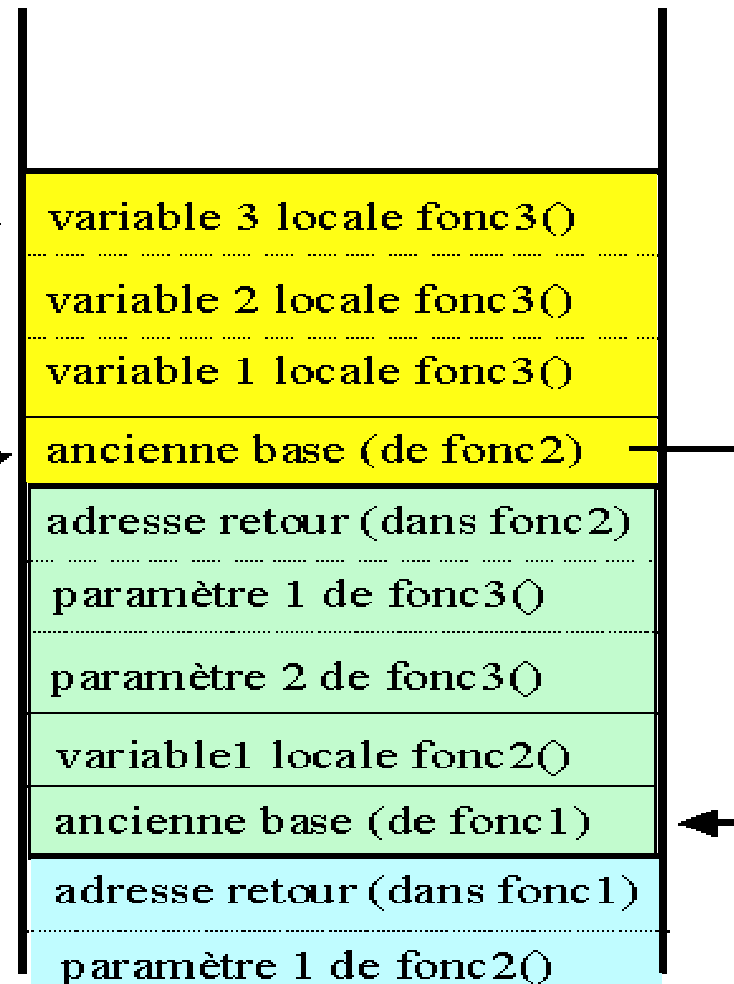 variable 3 locale fonc3()
variable 2 locale fonc3()
variable 1 locale fonc3()
ancienne base (de fonc2)
adresse retour (dans fonc2)
paramètre 1 de fonc3()
paramètre 2 de fonc3()
variable1 locale fonc2()
ancienne base (de fonc1)
adresse retour (dans fonc1)
paramètre 1 de fonc2()